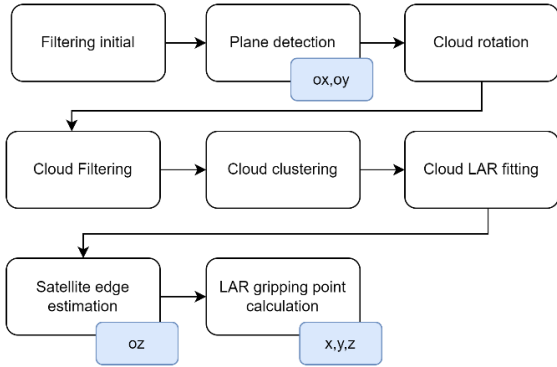 Filtering initial
Plane detection
Cloud rotation
ox,oy
Cloud Filtering
Cloud clustering
Cloud LAR fitting
Satellite edge
estimation
LAR gripping point
calculation
oz
x,y,z